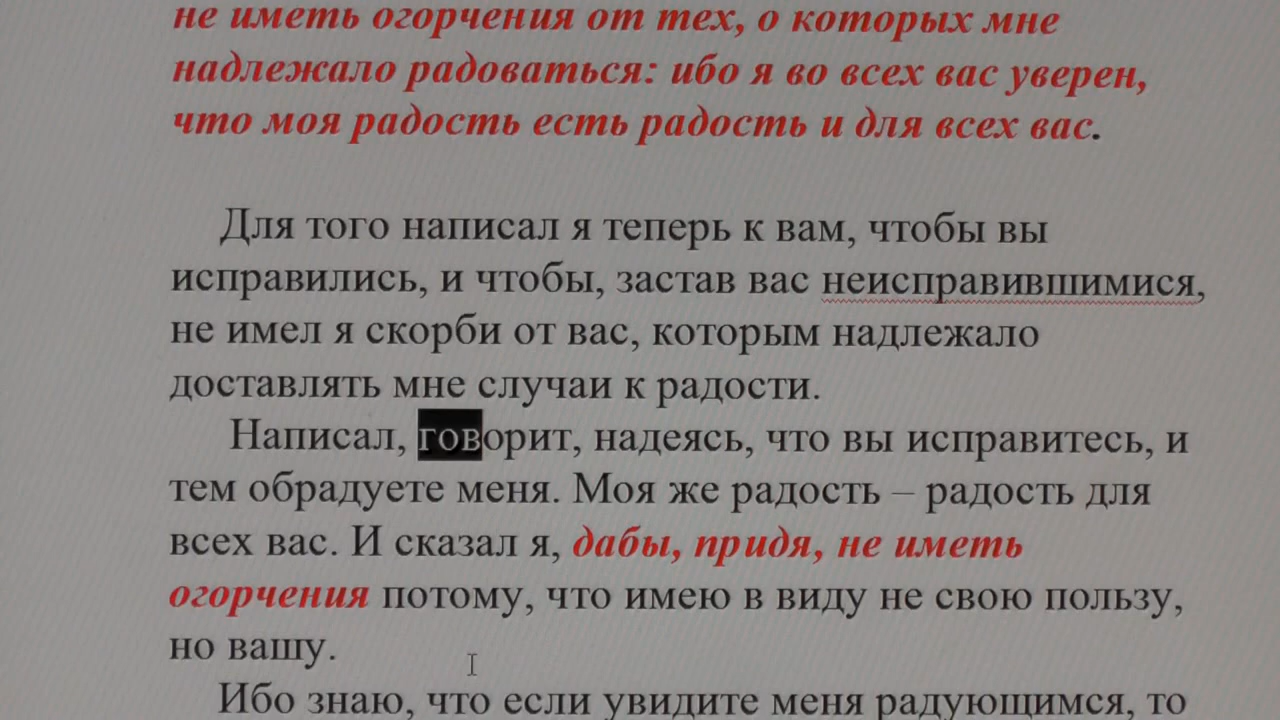 не иметь огорчения от тех, о которых мне
надлежало радоваться: ибо я во всех вас уверен,
что моя радость есть радость и для всех вас.
Для того написал я теперь к вам, чтобы вы
исправились, и чтобы, застав вас неисправившимися,
не имел я скорби от вас, которым надлежало
доставлять мне случаи к радости.
Написал, говорит, надеясь, что вы исправитесь, и
тем обрадуете меня. Моя же радость – радость для
всех вас. И сказал я, дабы, придя, не иметь
огорчения потому, что имею в виду не свою пользу,
но вашу.
Ибо знаю, что если увидите меня радующимся, то